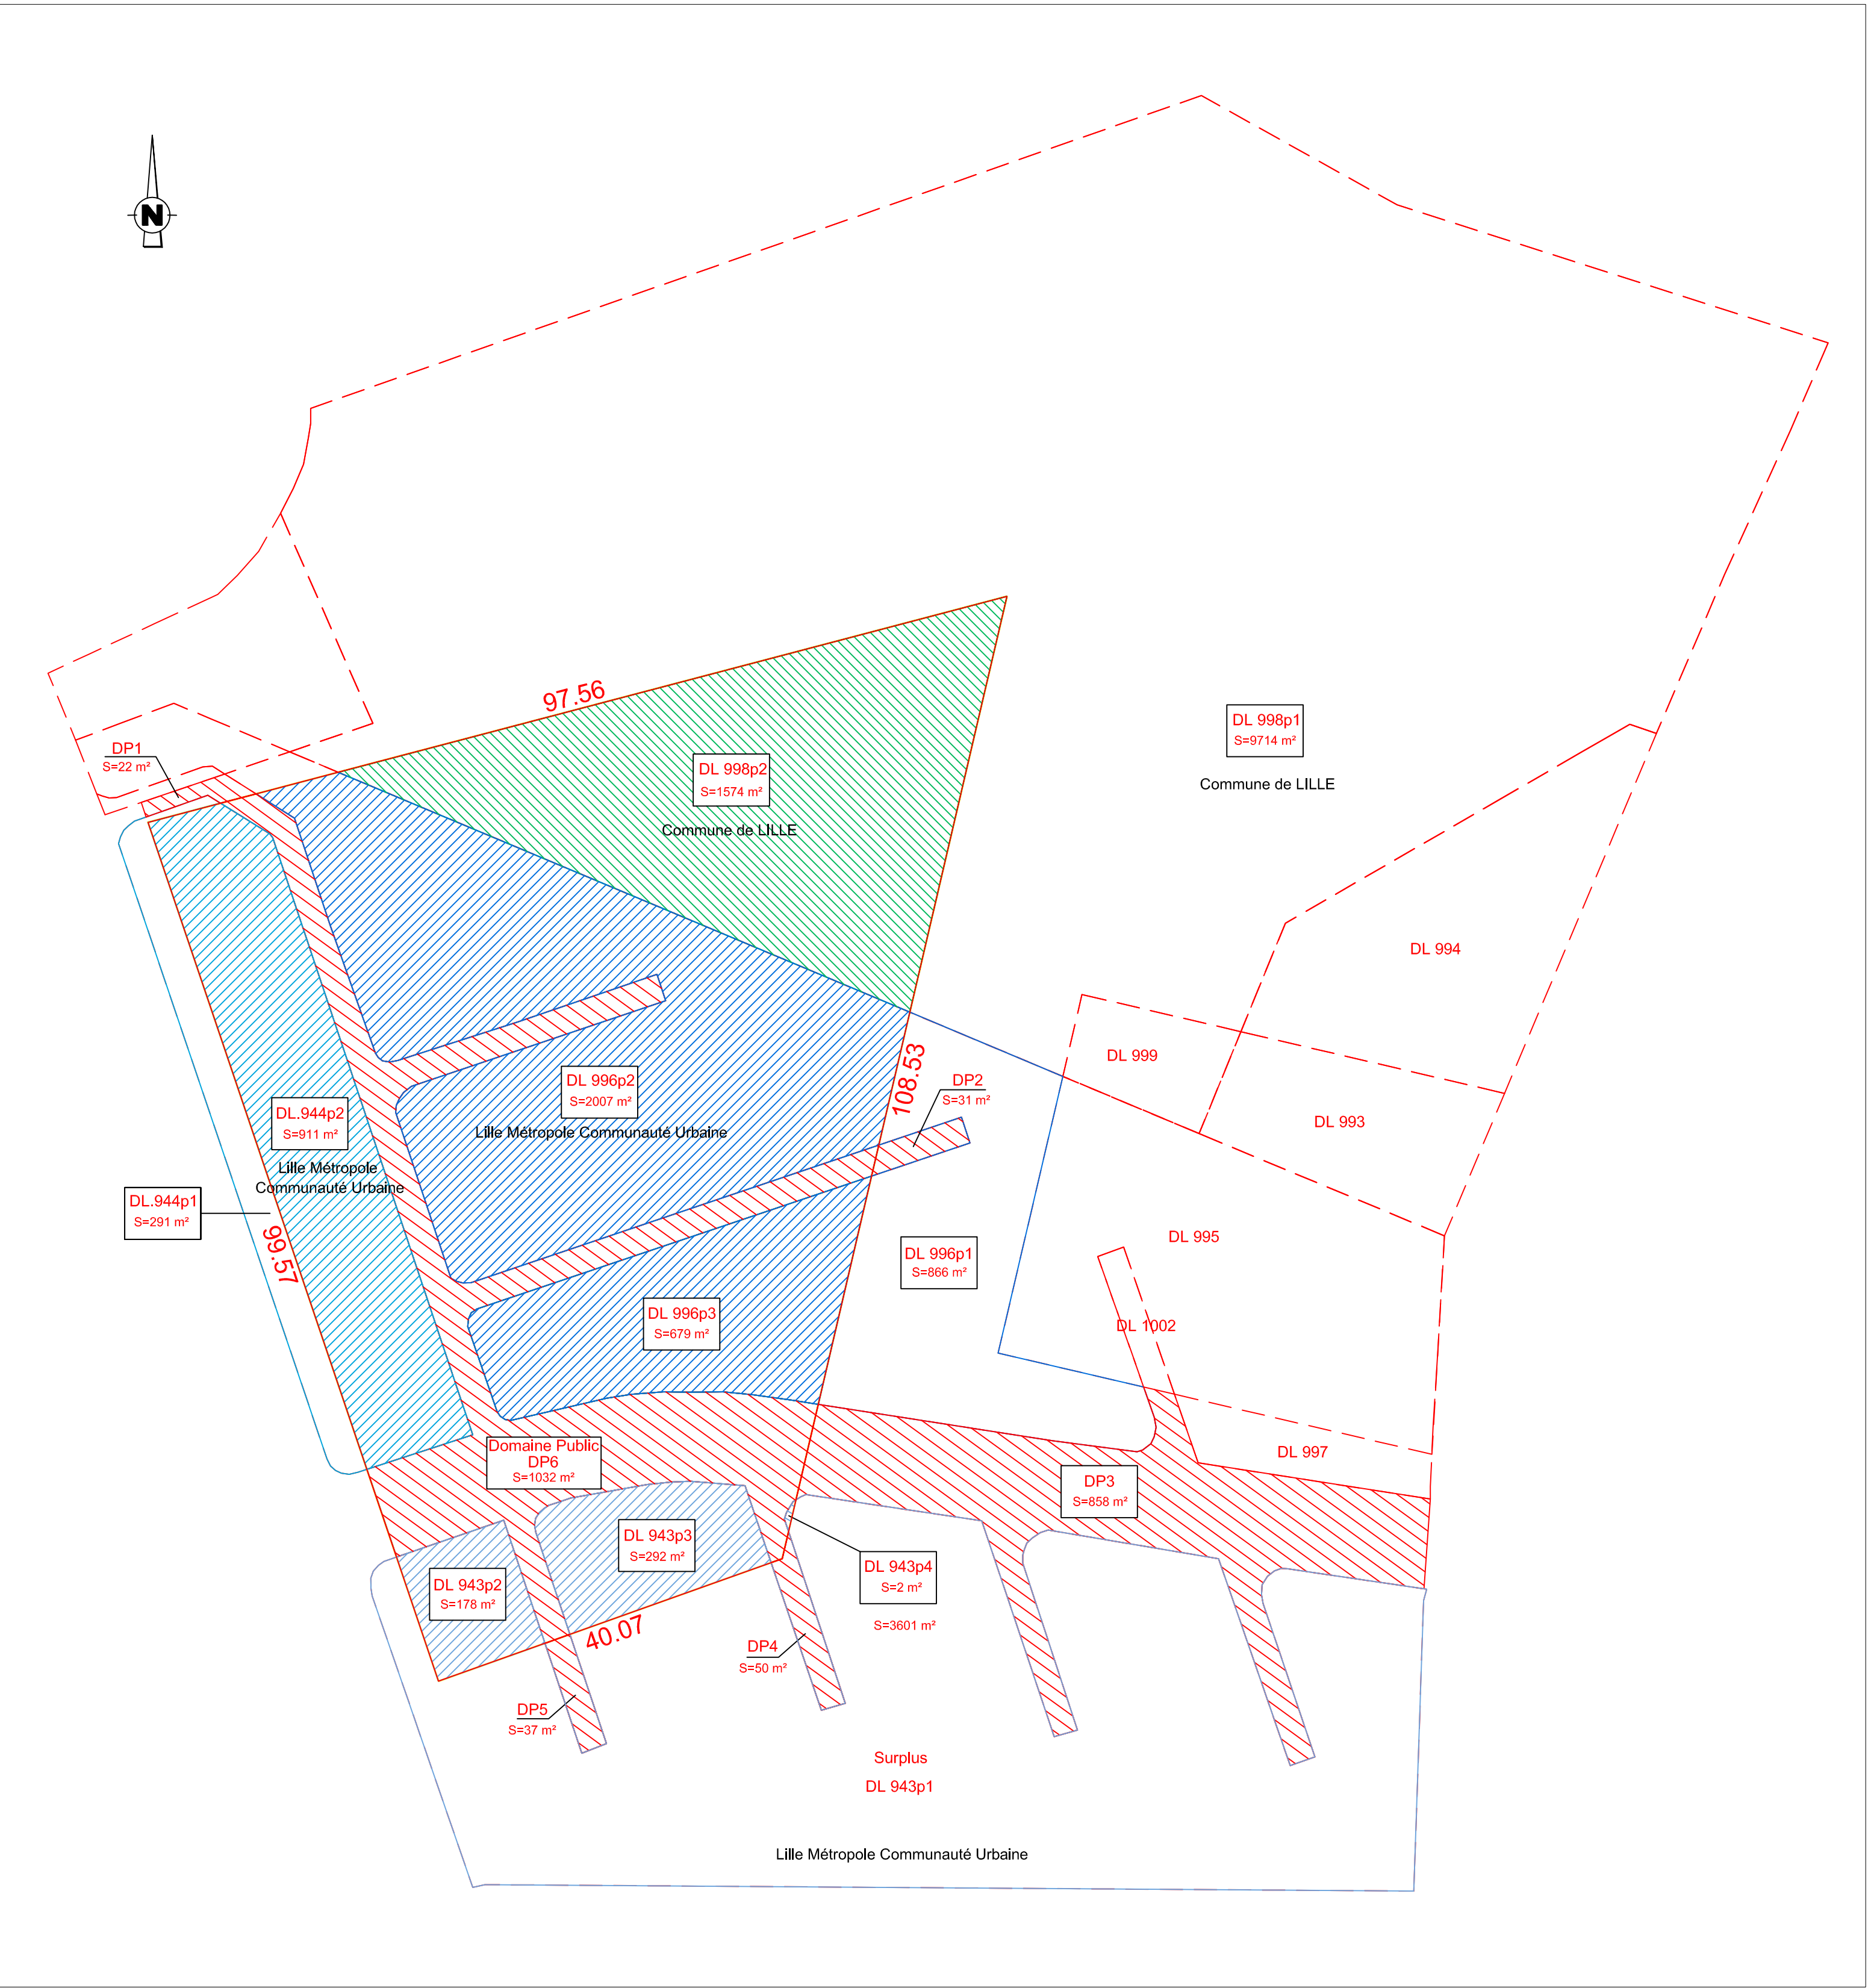 N
97.56
DP1
S=22 m²
DL 998p2
S=1574 m²
Commune de LILLE
DL 998p1
S=9714 m²
Commune de LILLE
DL 994
DL 999
DL 993
108.53
DP2
S=31 m²
DL 996p2
S=2007 m²
Lille Métropole Communauté Urbaine
DL.944p2
S=911 m²
Lille Métropole
Communauté Urbaine
DL.944p1
S=291 m²
99.57
DL 996p1
S=866 m²
DL 995
DL 996p3
S=679 m²
DL 1002
Domaine Public
DP6
S=1032 m²
DP3
S=858 m²
DL 997
DL 943p3
S=292 m²
DL 943p2
S=178 m²
DL 943p4
S=2 m²
S=3601 m²
40.07
DP4
S=50 m²
DP5
S=37 m²
Surplus
DL 943p1
Lille Métropole Communauté Urbaine